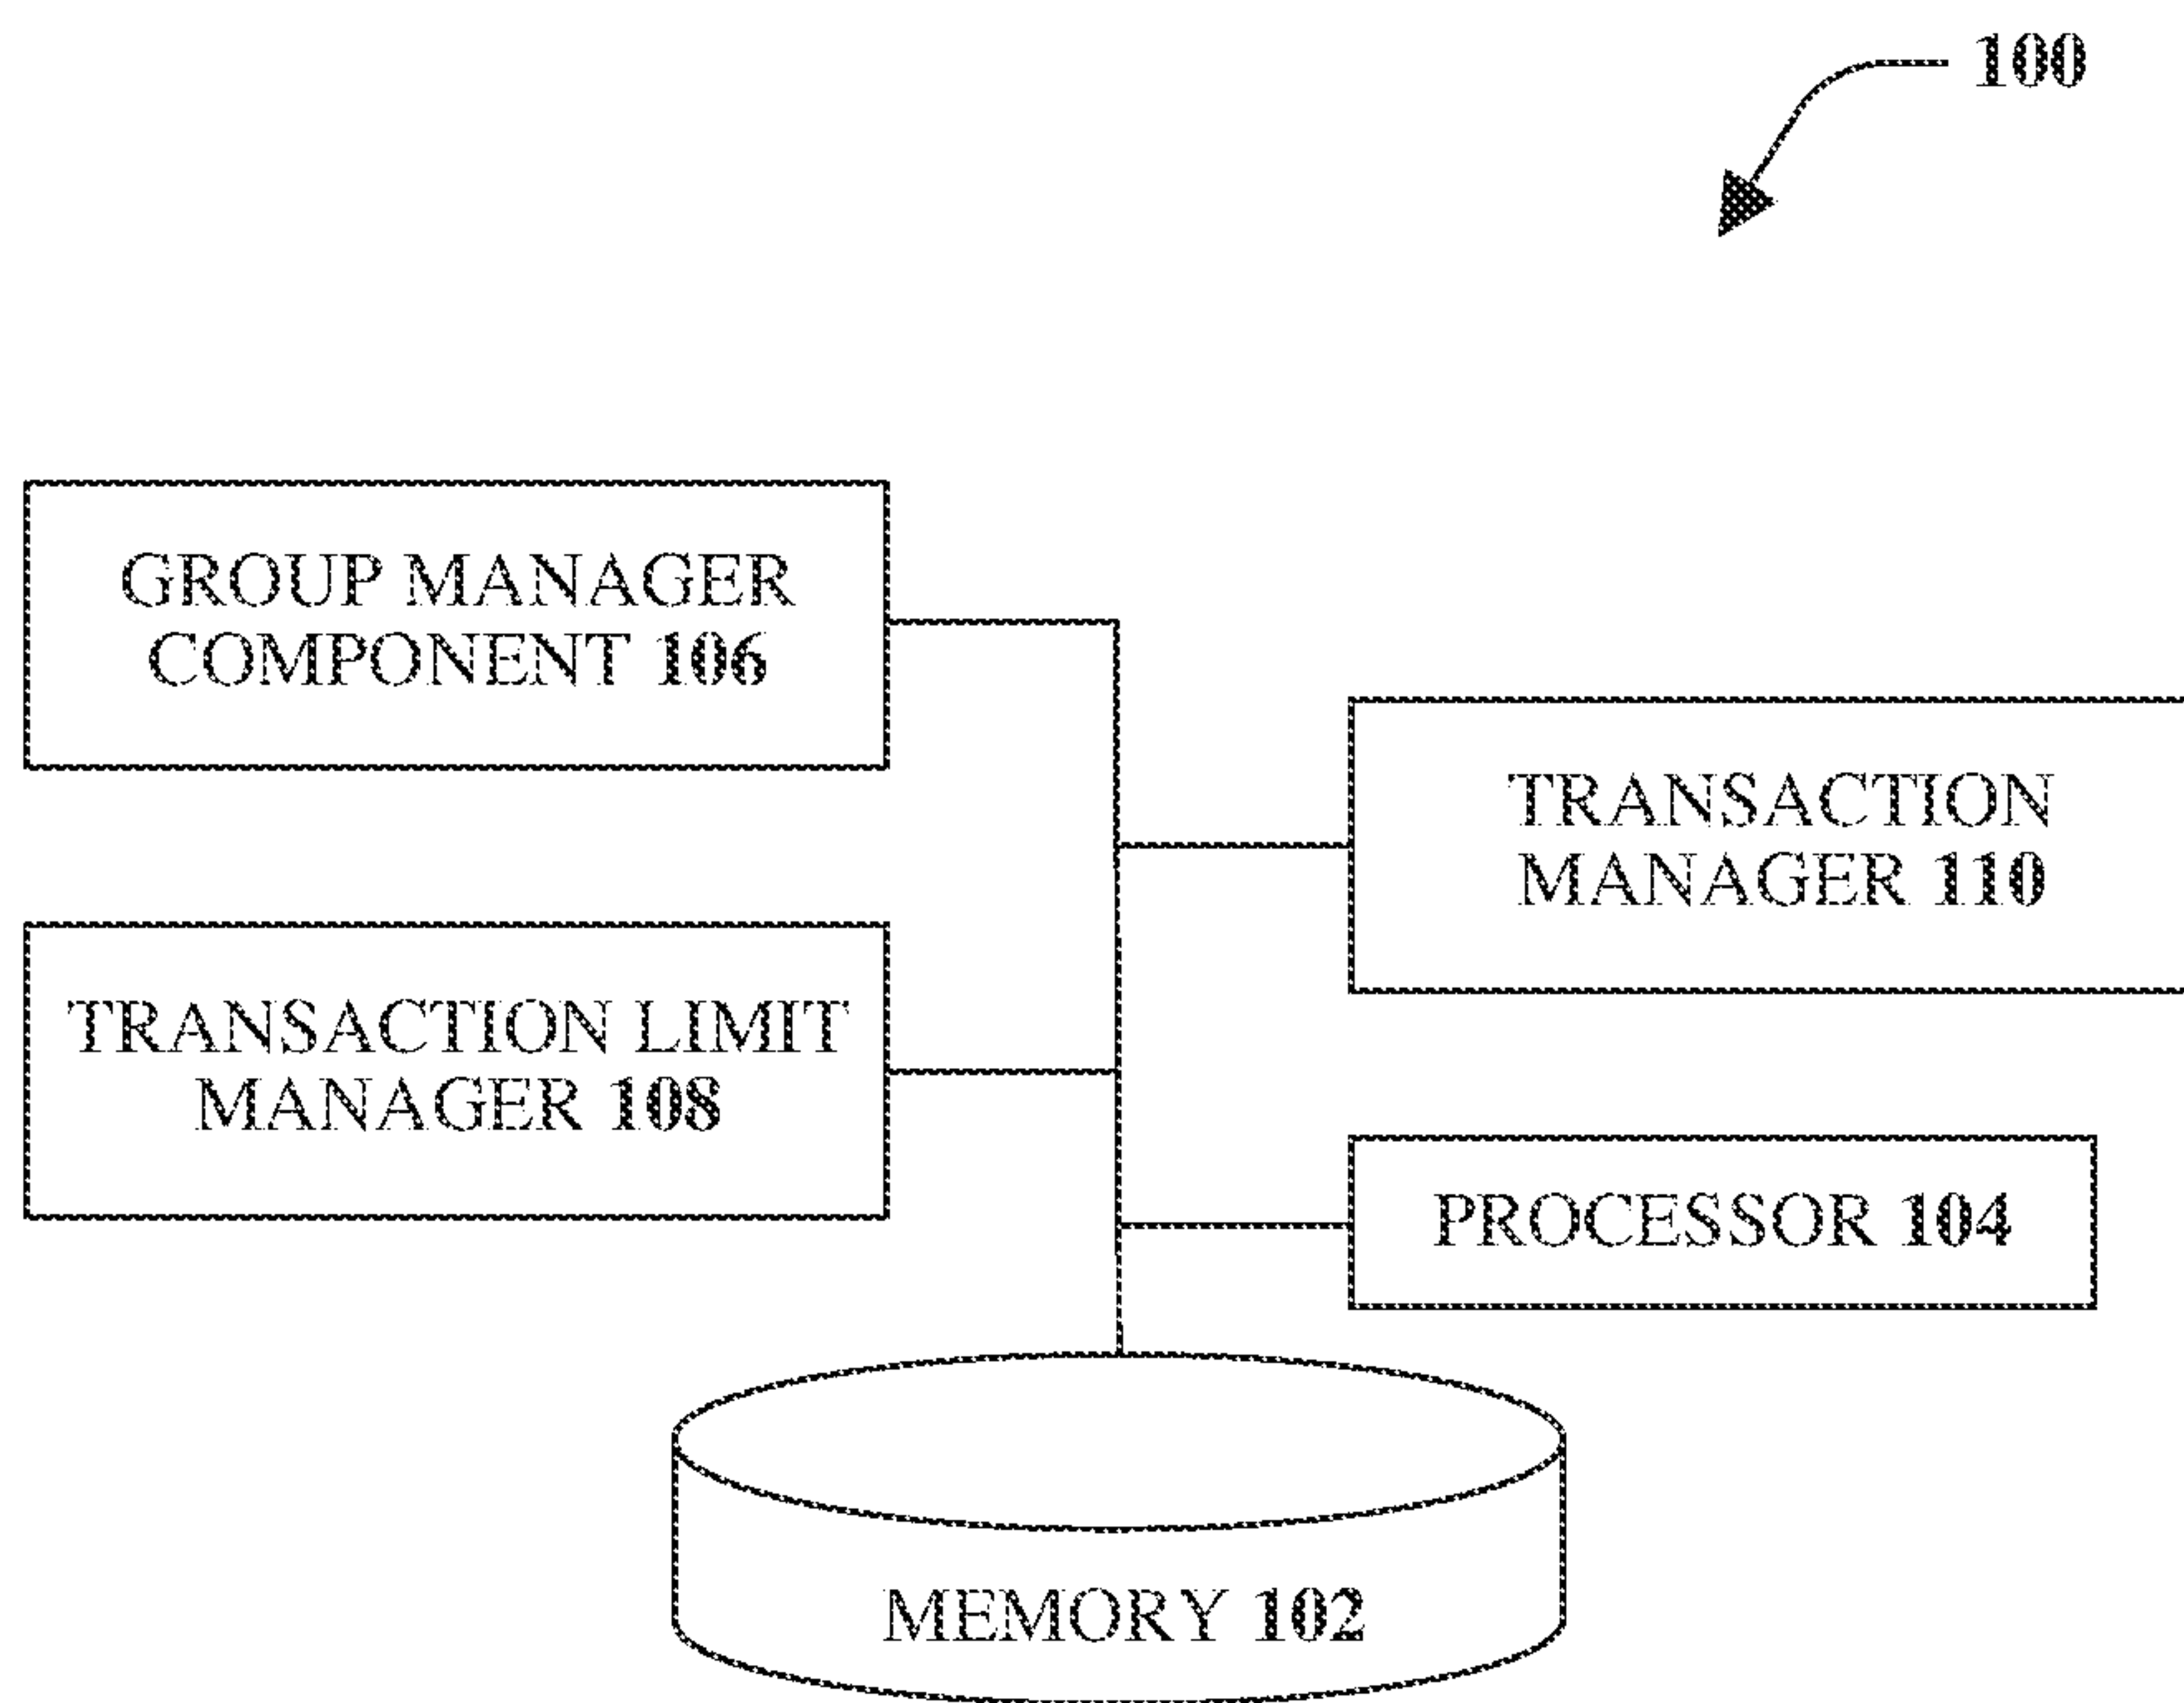 100
GROUP MANAGER
COMPONENT 106
TRANSACTION
MANAGER 110
TRANSACTION LIMIT
MANAGER 108
PROCESSOR 104
MEMORY 102